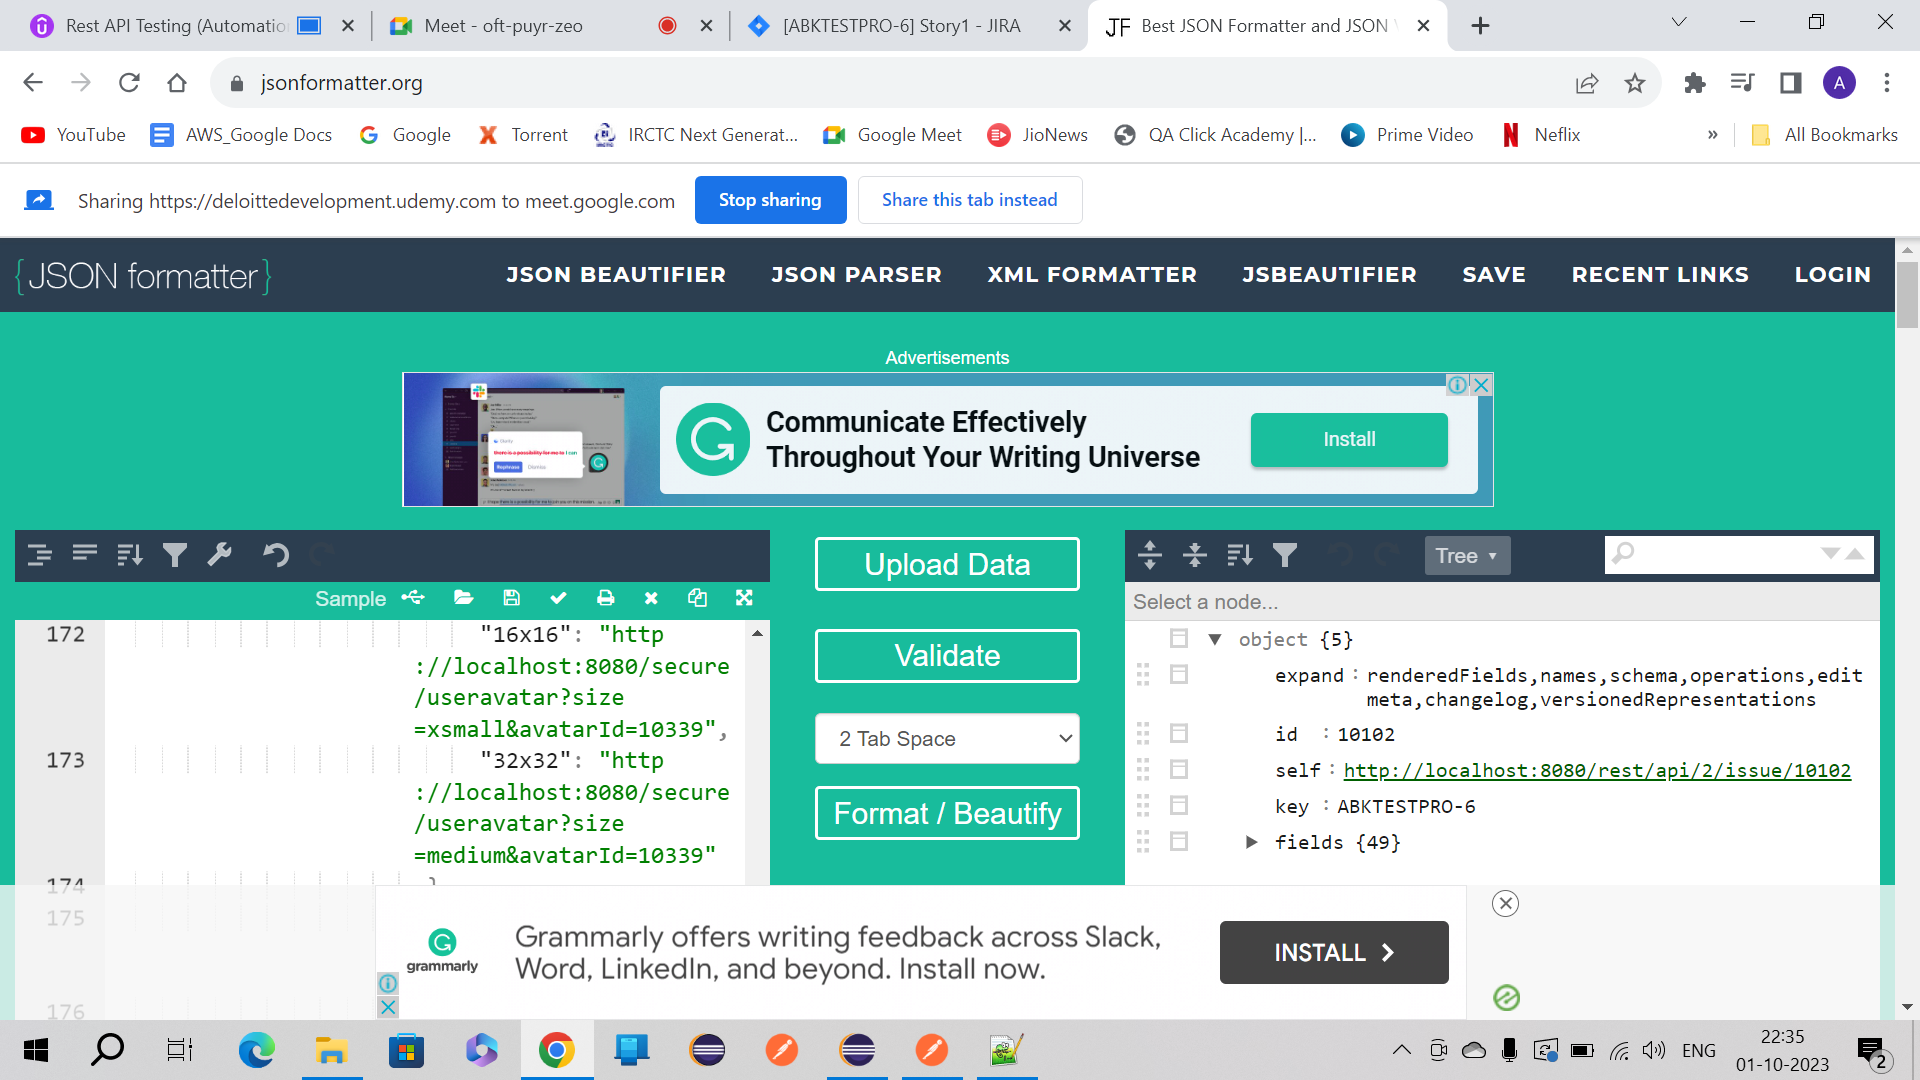 Rest API Testing (Automatio
Meet - oft-puyr-zeo
[ABKTESTPRO-6] Story1 - JIRA
JF Best JSON Formatter and JSON V
jsonformatter.org
A
YouTube
AWS_Google Docs
Google
Torrent
IRCTC Next Generat...
Google Meet
JioNews
QA Click Academy |...
Prime Video
Neflix
»
All Bookmarks
Sharing https://deloittedevelopment.udemy.com to meet.google.com
Stop sharing
Share this tab instead
{JSON formatter}
JSON BEAUTIFIER
JSON PARSER
XML FORMATTER
JSBEAUTIFIER
SAVE
RECENT LINKS
LOGIN
Advertisements
Communicate Effectively
Throughout Your Writing Universe
Install
Rephrase
Sample
172 "16x16": "http
://localhost:8080/secure
/useravatar?size
=xsmall&avatarId=10339",
173 "32x32": "http
://localhost:8080/secure
/useravatar?size
=medium&avatarId=10339"
174 }
175
176
Upload Data
Validate
2 Tab Space
Format / Beautify
Tree
Select a node...
object {5}
expand : renderedFields,names,schema,operations,edit
meta,changelog,versionedRepresentations
id : 10102
self : http://localhost:8080/rest/api/2/issue/10102
key : ABKTESTPRO-6
fields {49}
grammarly
Grammarly offers writing feedback across Slack,
Word, LinkedIn, and beyond. Install now.
INSTALL
ENG
22:35
01-10-2023
2